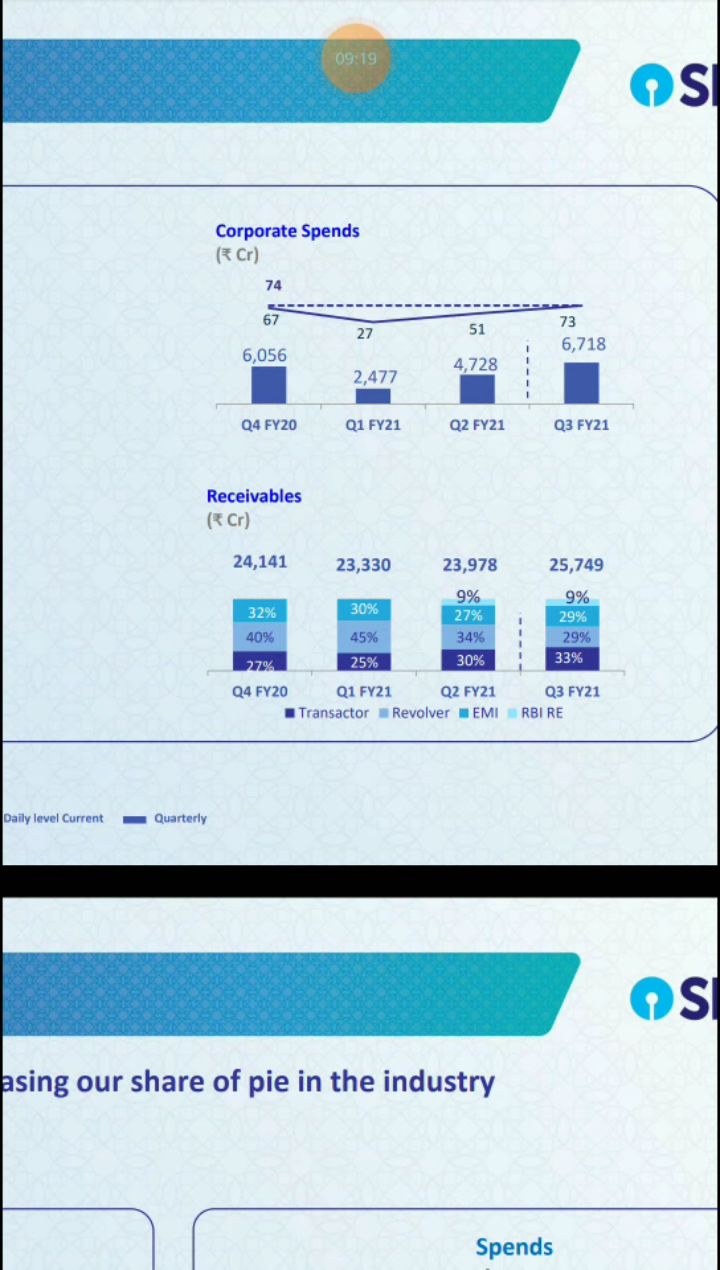 09:19
Corporate Spends
(₹ Cr)
74
67 27 51 73
6,056 2,477 4,728 6,718
Q4 FY20 Q1 FY21 Q2 FY21 Q3 FY21
Receivables
(₹ Cr)
24,141 23,330 23,978 25,749
9% 9%
32% 30% 27% 29%
40% 45% 34% 29%
27% 25% 30% 33%
Q4 FY20 Q1 FY21 Q2 FY21 Q3 FY21
Transactor Revolver EMI RBI RE
Daily level Current Quarterly
asing our share of pie in the industry
Spends